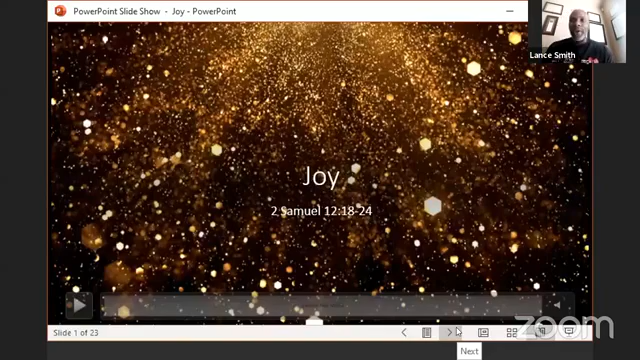 PowerPoint Slide Show - Joy - PowerPoint
Lance Smith
Joy
2 Samuel 12:18-24
Slide 1 of 23
zoom
Next